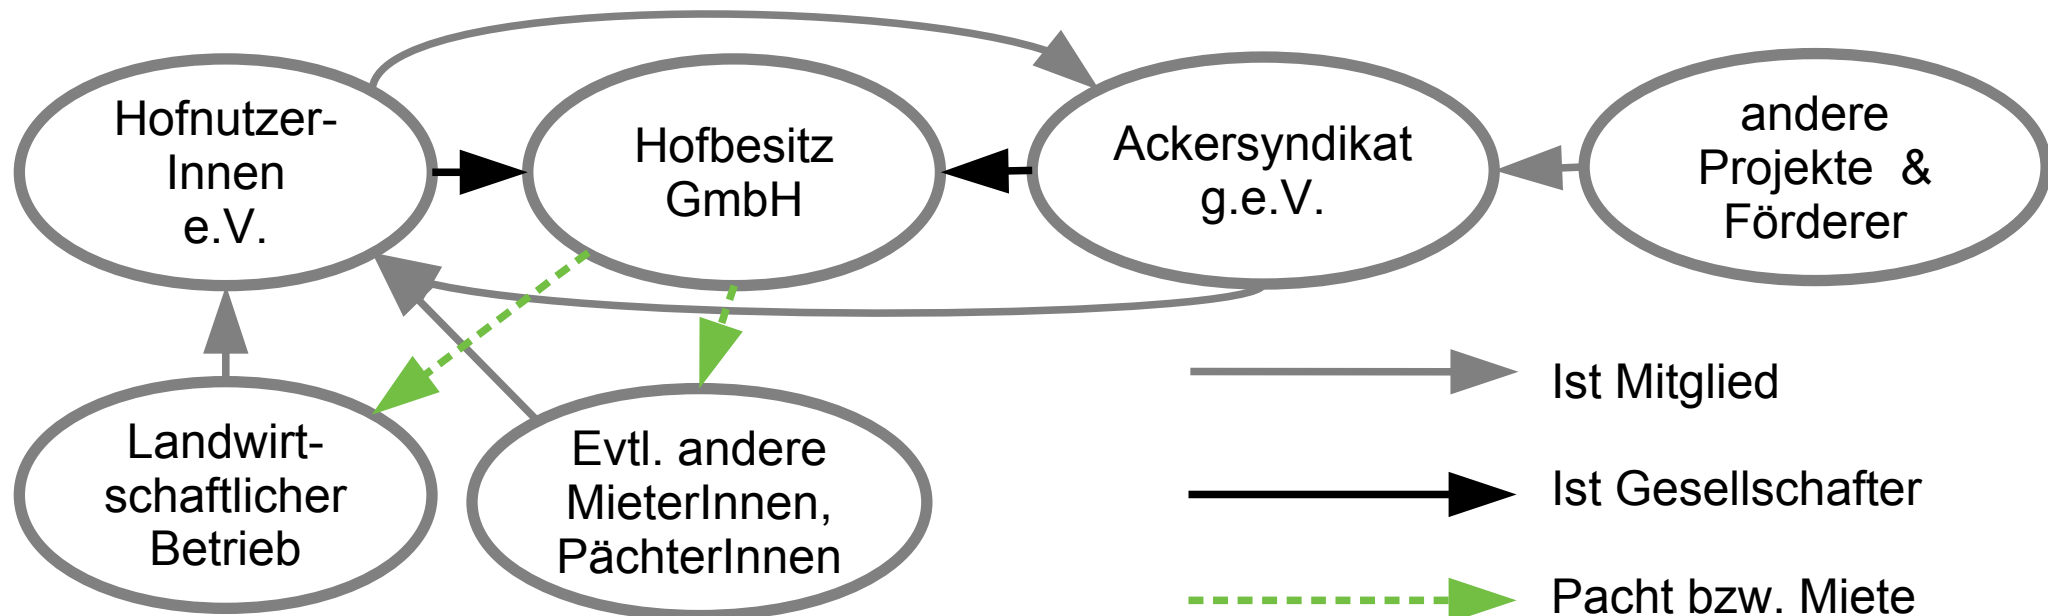 Hofnutzer-
Innen
e.V.
Hofbesitz
GmbH
Ackersyndikat
g.e.V.
andere
Projekte &
Förderer
Landwirt-
schaftlicher
Betrieb
Evtl. andere
MieterInnen,
PächterInnen
Ist Mitglied
Ist Gesellschafter
Pacht bzw. Miete